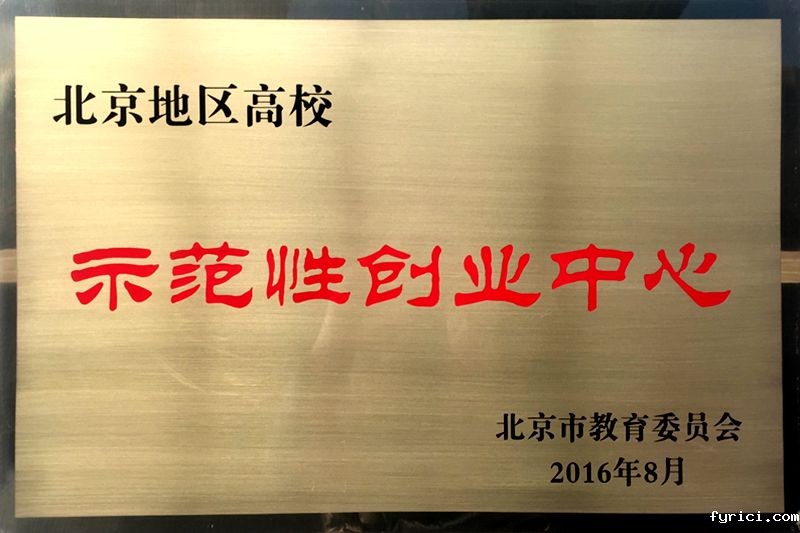 北京地区高校
示范性创业中心
北京市教育委员会
2016年8月
fyrici.com